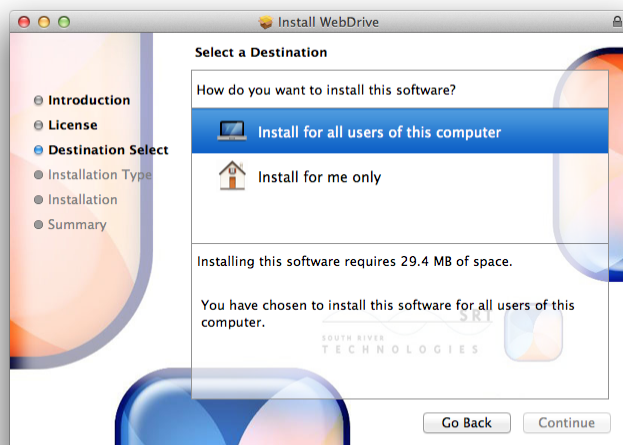 Install WebDrive
Select a Destination
Introduction
License
Destination Select
Installation Type
Installation
Summary
How do you want to install this software?
Install for all users of this computer
Install for me only
Installing this software requires 29.4 MB of space.
You have chosen to install this software for all users of this
computer.
SRT
SOUTH RIVER
TECHNOLOGIES
Go Back
Continue